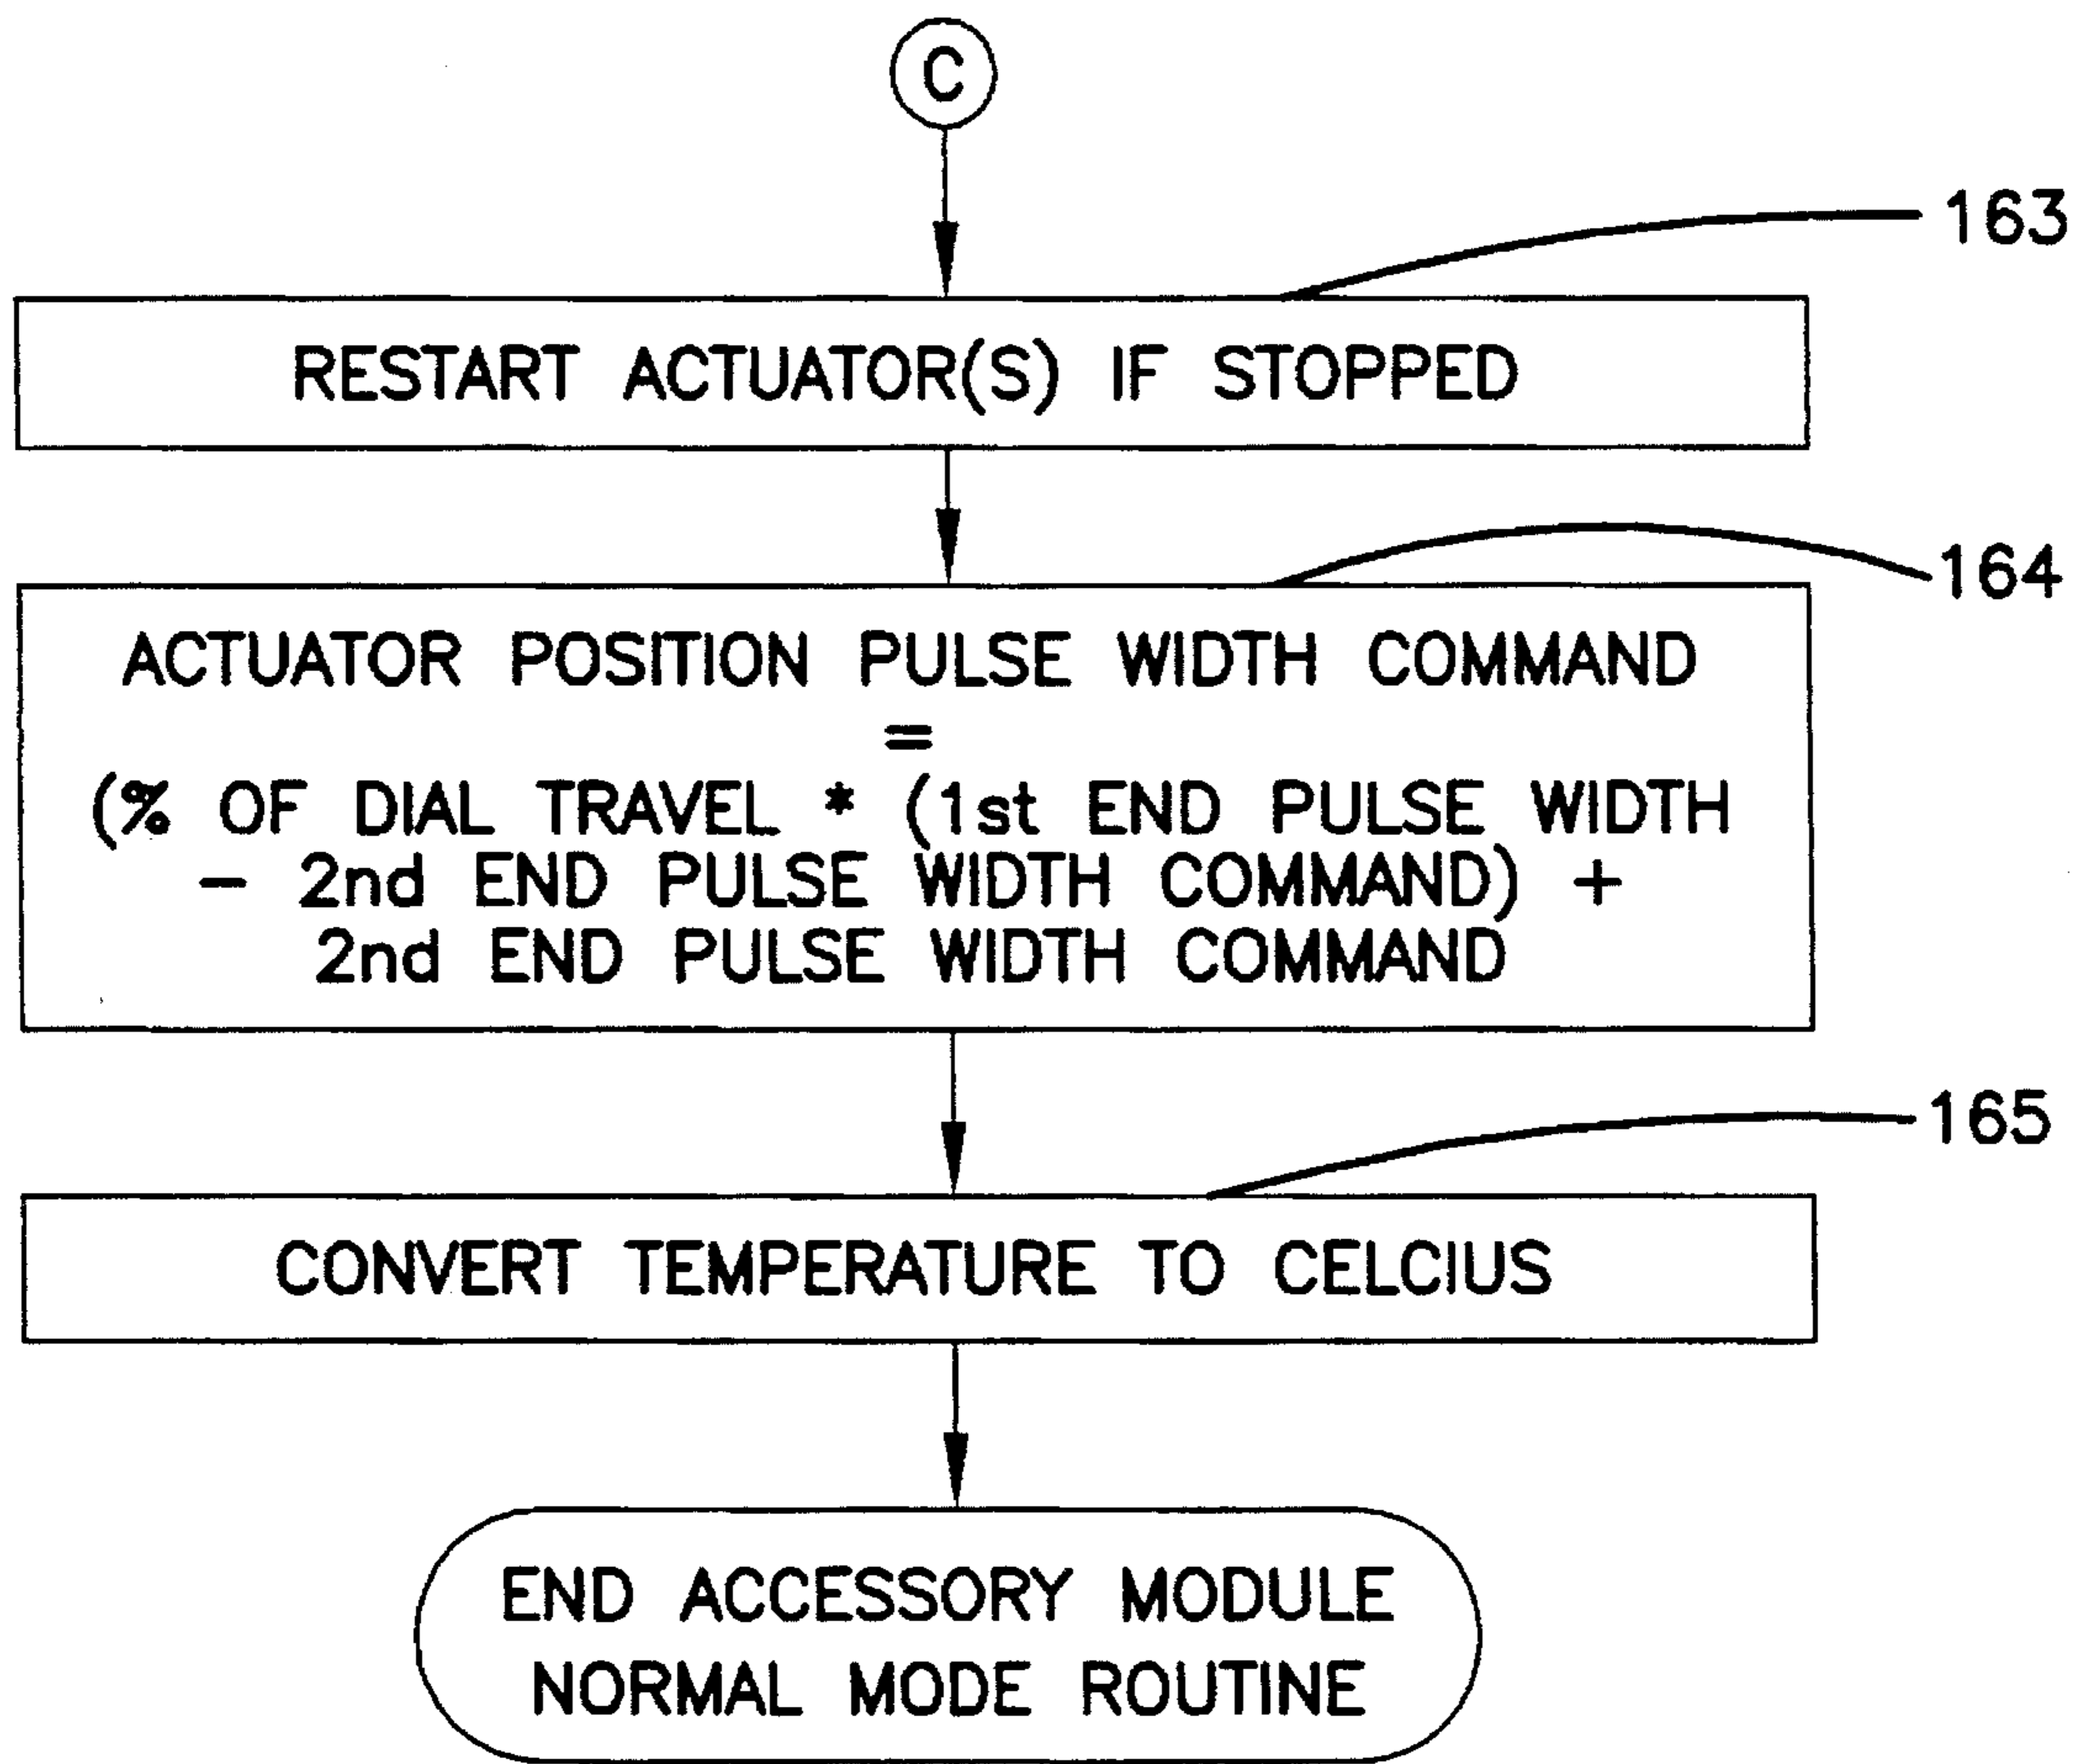 C
163
RESTART ACTUATOR(S) IF STOPPED
164
ACTUATOR POSITION PULSE WIDTH COMMAND
=
(% OF DIAL TRAVEL * (1st END PULSE WIDTH
- 2nd END PULSE WIDTH COMMAND) +
2nd END PULSE WIDTH COMMAND
165
CONVERT TEMPERATURE TO CELCIUS
END ACCESSORY MODULE
NORMAL MODE ROUTINE